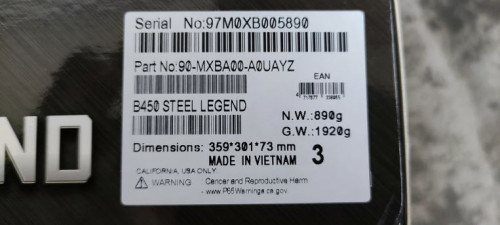 Serial No:97M0XB005890
Part No:90-MXBA00-A0UAYZ
EAN
B450 STEEL LEGEND
N.W.:890g
G.W.:1920g
Dimensions: 359*301*73 mm
MADE IN VIETNAM 3
CALIFORNIA, USA ONLY
WARNING Cancer and Reproductive Harm
- www.P65Warnings.ca.gov.
ND